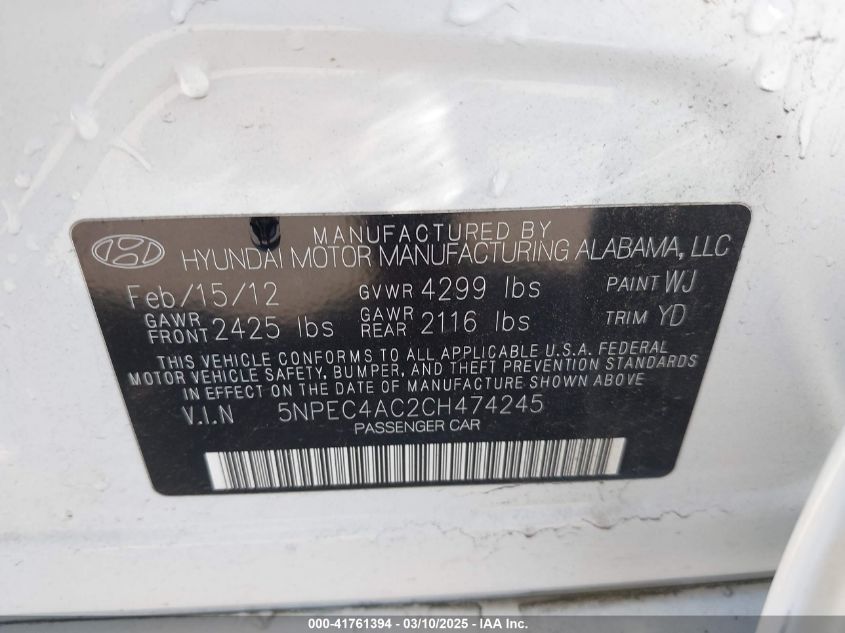 MANUFACTURED BY
HYUNDAI MOTOR MANUFACTURING ALABAMA, LLC
Feb/15/12 GVWR 4299 lbs PAINT WJ
GAWR FRONT 2425 lbs GAWR REAR 2116 lbs TRIM YD
THIS VEHICLE CONFORMS TO ALL APPLICABLE U.S.A. FEDERAL
MOTOR VEHICLE SAFETY, BUMPER, AND THEFT PREVENTION STANDARDS
IN EFFECT ON THE DATE OF MANUFACTURE SHOWN ABOVE
V.I.N 5NPEC4AC2CH474245
PASSENGER CAR
000-41761394 - 03/10/2025 - COPART.